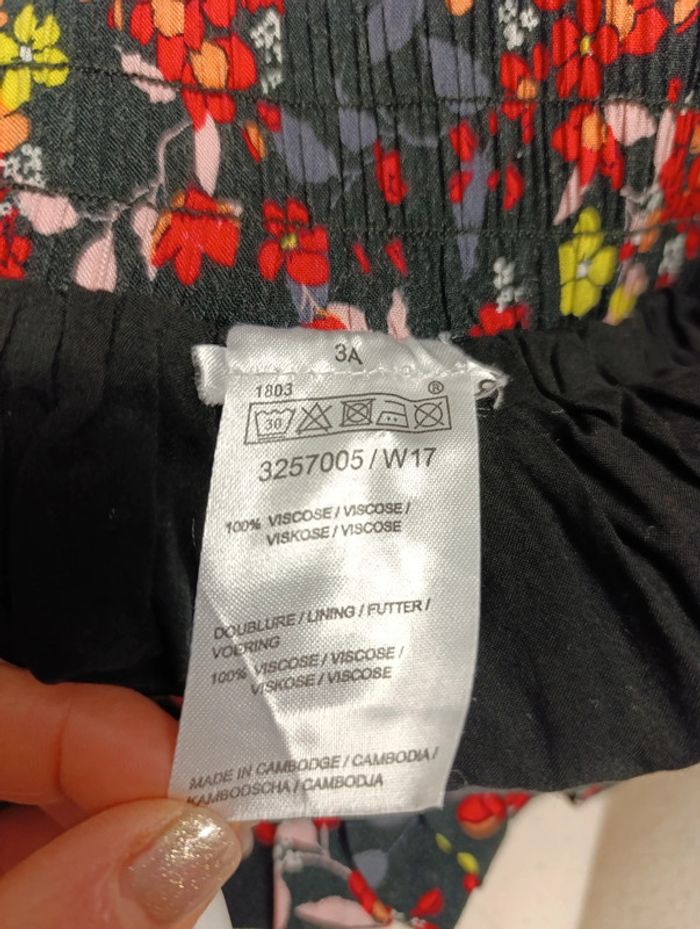 3A
1803 ®
30
3257005/W17
100% VISCOSE / VISCOSE /
VISKOSE / VISCOSE
DOUBLURE / LINING / FUTTER /
VOERING
100% VISCOSE / VISCOSE /
VISKOSE / VISCOSE
MADE IN CAMBODGE / CAMBODIA /
KAMBODSCHA / CAMBODJA